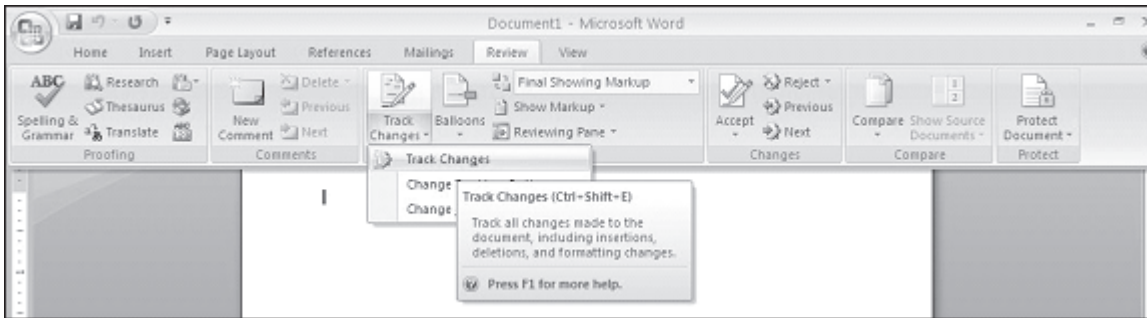 Document1 - Microsoft Word
Home Insert Page Layout References Mailings Review View
ABC
Spelling &
Grammar
Research
Thesaurus
Translate
Proofing
New
Comment
Delete
Previous
Next
Comments
Track
Changes
Balloons
Final Showing Markup
Show Markup
Reviewing Pane
Accept
Reject
Previous
Next
Changes
Compare
Show Source
Documents
Compare
Protect
Document
Protect
Track Changes
Change
Change
Track Changes (Ctrl+Shift+E)
Track all changes made to the
document, including insertions,
deletions, and formatting changes.
Press F1 for more help.